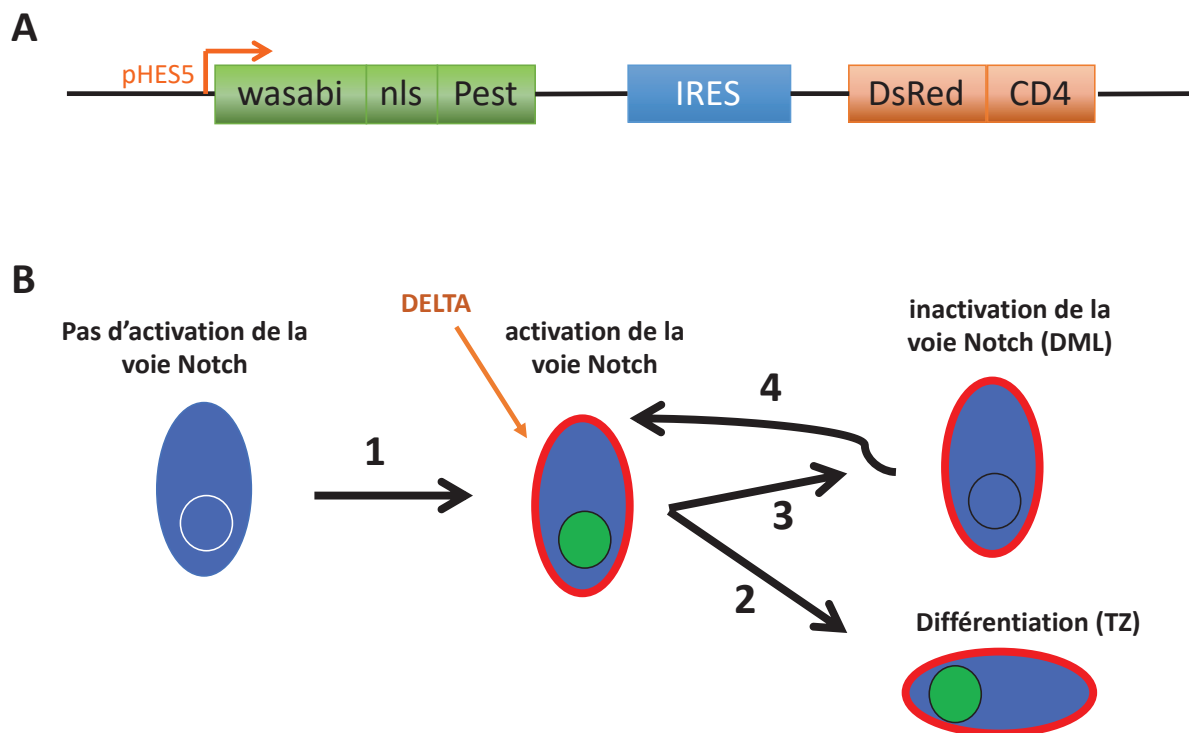 A
pHES5
wasabi
nls
Pest
IRES
DsRed
CD4
B
Pas d'activation de la
voie Notch
DELTA
activation de la
voie Notch
inactivation de la
voie Notch (DML)
1
4
3
2
Différentiation (TZ)